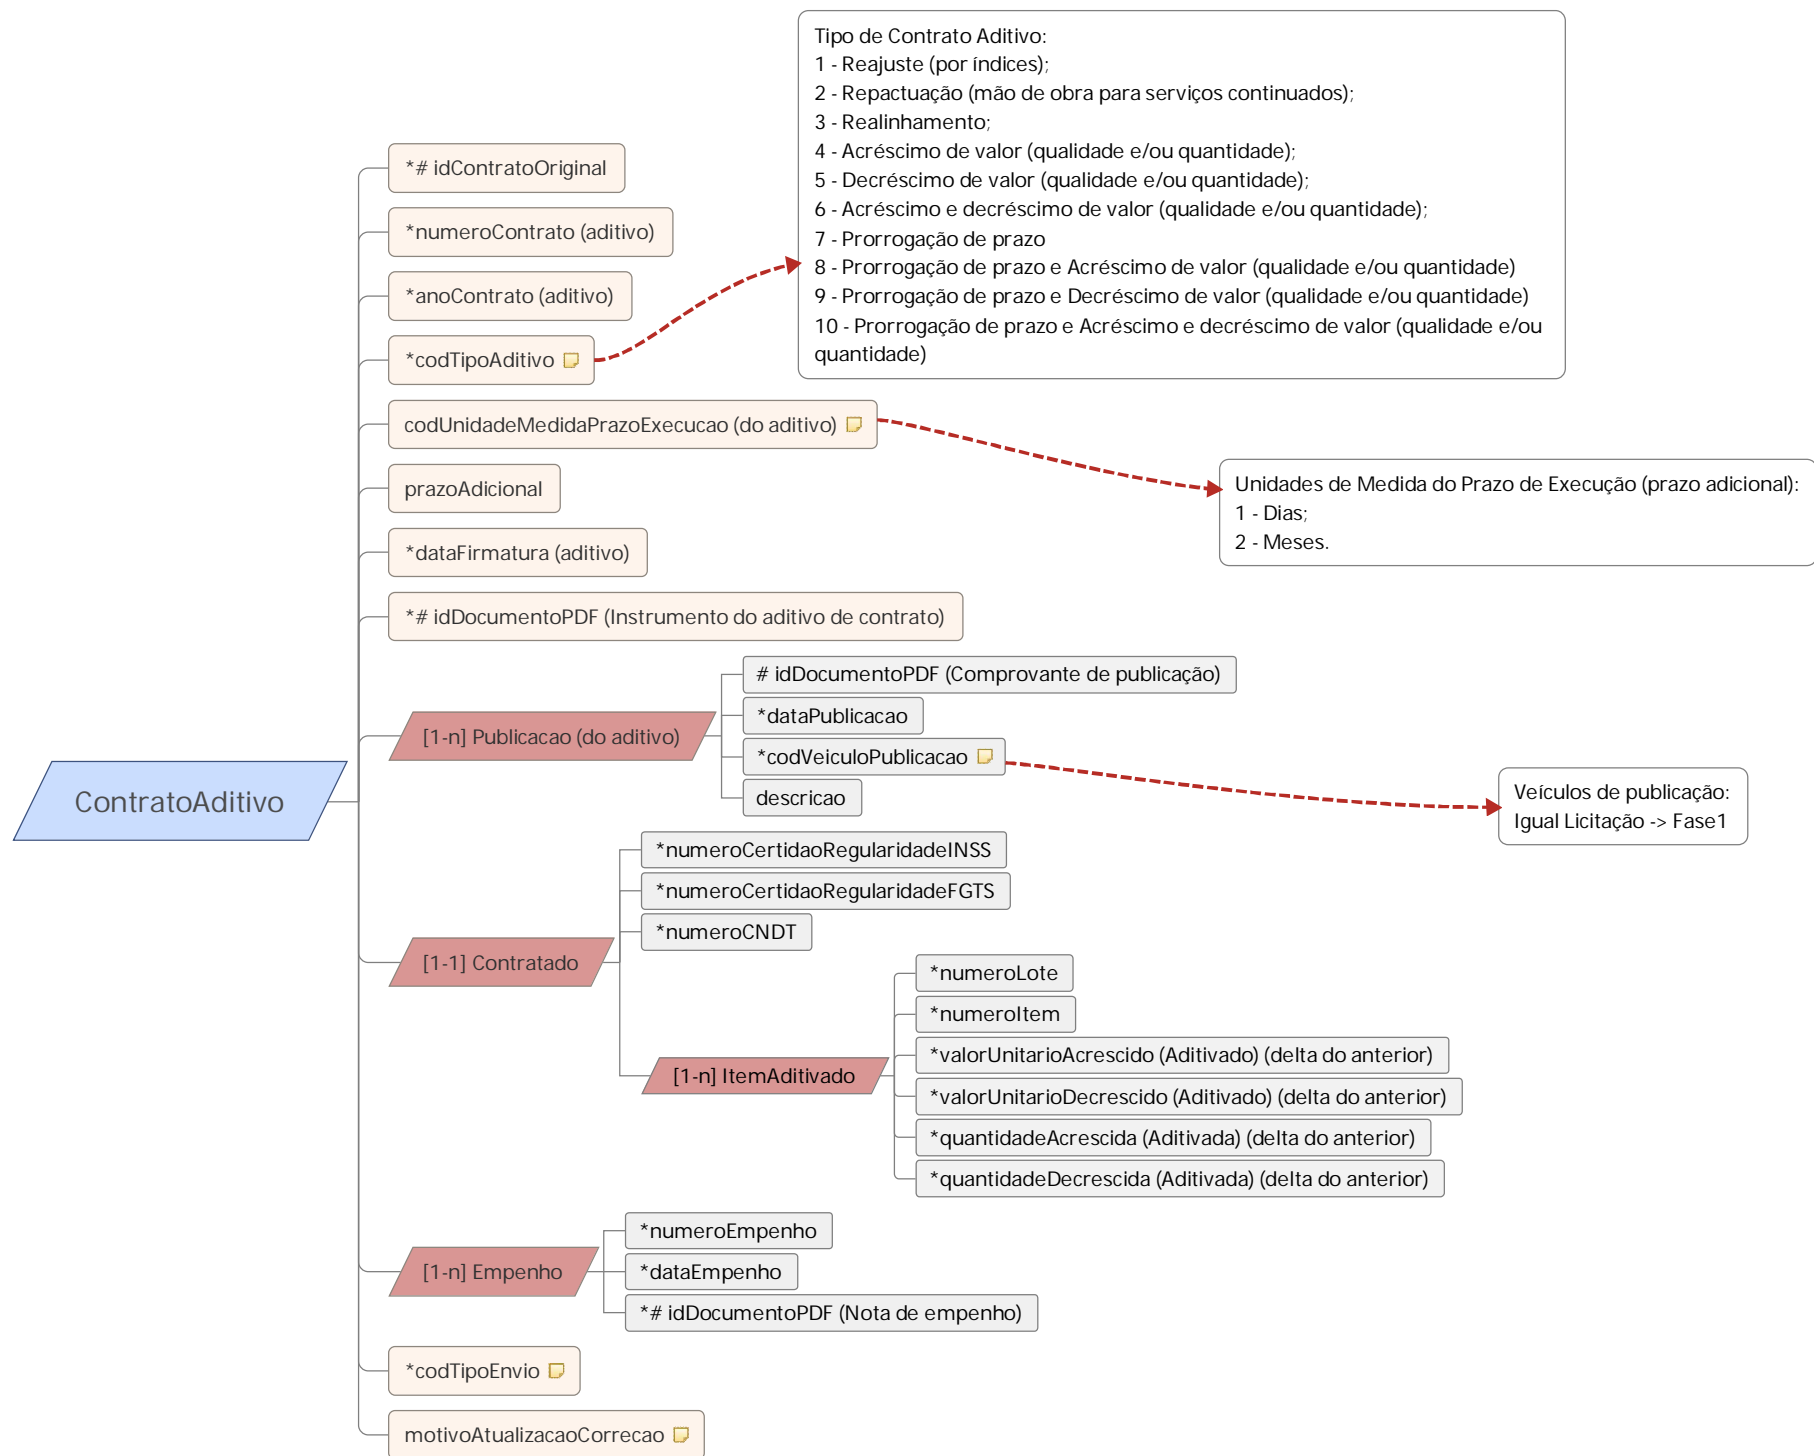 Tipo de Contrato Aditivo:
1 - Reajuste (por índices);
2 - Repactuação (mão de obra para serviços continuados);
3 - Realinhamento;
4 - Acréscimo de valor (qualidade e/ou quantidade);
5 - Decréscimo de valor (qualidade e/ou quantidade);
6 - Acréscimo e decréscimo de valor (qualidade e/ou quantidade);
7 - Prorrogação de prazo
8 - Prorrogação de prazo e Acréscimo de valor (qualidade e/ou quantidade)
9 - Prorrogação de prazo e Decréscimo de valor (qualidade e/ou quantidade)
10 - Prorrogação de prazo e Acréscimo e decréscimo de valor (qualidade e/ou
quantidade)
*# idContratoOriginal
*numeroContrato (aditivo)
*anoContrato (aditivo)
*codTipoAditivo
codUnidadeMedidaPrazoExecucao (do aditivo)
prazoAdicional
Unidades de Medida do Prazo de Execução (prazo adicional):
1 - Dias;
2 - Meses.
*dataFirmatura (aditivo)
*# idDocumentoPDF (Instrumento do aditivo de contrato)
[1-n] Publicacao (do aditivo)
# idDocumentoPDF (Comprovante de publicação)
*dataPublicacao
*codVeiculoPublicacao
descricao
Veículos de publicação:
Igual Licitação -> Fase1
ContratoAditivo
[1-1] Contratado
*numeroCertidaoRegularidadeINSS
*numeroCertidaoRegularidadeFGTS
*numeroCNDT
[1-n] ItemAditivado
*numeroLote
*numeroItem
*valorUnitarioAcrescido (Aditivado) (delta do anterior)
*valorUnitarioDecrescido (Aditivado) (delta do anterior)
*quantidadeAcrescida (Aditivada) (delta do anterior)
*quantidadeDecrescida (Aditivada) (delta do anterior)
[1-n] Empenho
*numeroEmpenho
*dataEmpenho
*# idDocumentoPDF (Nota de empenho)
*codTipoEnvio
motivoAtualizacaoCorrecao